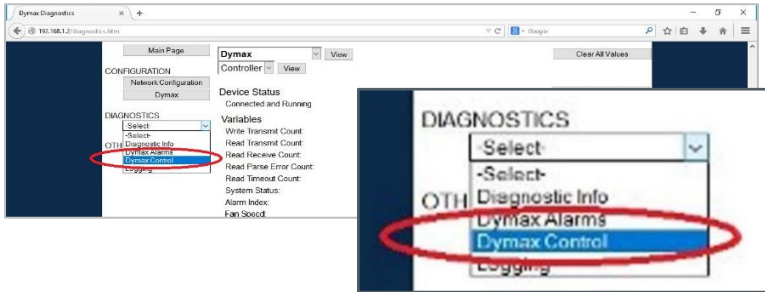 Dymax Diagnostics
192.168.1.2/diagnostics.htm
Google
Main Page
CONFIGURATION
Network Configuration
Dymax
DIAGNOSTICS
-Select-
-Select-
Diagnostic Info
OTH
Dymax Alarms
Dymax Control
Logging
Dymax View
Controller View
Clear All Values
Device Status
Connected and Running
Variables
Write Transmit Count:
Read Transmit Count:
Read Receive Count:
Read Parse Error Count:
Read Timeout Count:
System Status:
Alarm Index:
Fan Speed:
DIAGNOSTICS
-Select-
-Select-
OTH Diagnostic Info
Dymax Alarms
Dymax Control
Logging